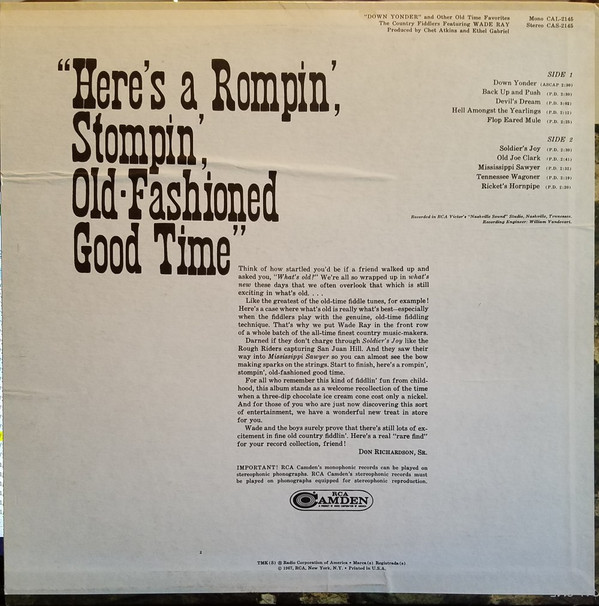 "DOWN YONDER" and Other Old Time Favorites
The Country Fiddlers Featuring WADE RAY
Produced by Chet Atkins and Ethel Gabriel
Mono CAL-2145
Stereo CAS-2145
"Here's a Rompin',
Stompin',
Old-Fashioned
Good Time"
SIDE 1
Down Yonder (ASCAP
Back Up and Push (P.D.
Devil's Dream (P.D.
Hell Amongst the Yearlings (P.D.
Flop Eared Mule (P.D.
SIDE 2
Soldier's Joy (P.D.
Old Joe Clark (P.D.
Mississippi Sawyer (P.D.
Tennessee Wagoner (P.D.
Ricket's Hornpipe (P.D.
Recorded in RCA Victor's "Nashville Sound" Studio, Nashville, Tennessee.
Recording Engineer: William Vandevort.
Think of how startled you'd be if a friend walked up and
asked you, "What's old?" We're all so wrapped up in what's
new these days that we often overlook that which is still
exciting in what's old. . . .
Like the greatest of the old-time fiddle tunes, for example!
Here's a case where what's old is really what's best—especially
when the fiddlers play with the genuine, old-time fiddling
technique. That's why we put Wade Ray in the front row
of a whole batch of the all-time finest country music-makers.
Darned if they don't charge through Soldier's Joy like the
Rough Riders capturing San Juan Hill. And they saw their
way into Mississippi Sawyer so you can almost see the bow
making sparks on the strings. Start to finish, here's a rompin',
stompin', old-fashioned good time.
For all who remember this kind of fiddlin' fun from child-
hood, this album stands as a welcome recollection of the time
when a three-dip chocolate ice cream cone cost only a nickel.
And for those of you who are just now discovering this sort
of entertainment, we have a wonderful new treat in store
for you.
Wade and the boys surely prove that there's still lots of ex-
citement in fine old country fiddlin'. Here's a real "rare find"
for your record collection, friend!
DON RICHARDSON, SR.
IMPORTANT! RCA Camden's monophonic records can be played on
stereophonic phonographs. RCA Camden's stereophonic records must
be played on phonographs equipped for stereophonic reproduction.
RCA
CAMDEN
TMK(S) ® Radio Corporation of America • Marca(s) Registrada(s)
© 1967, RCA, New York, N.Y. • Printed in U.S.A.